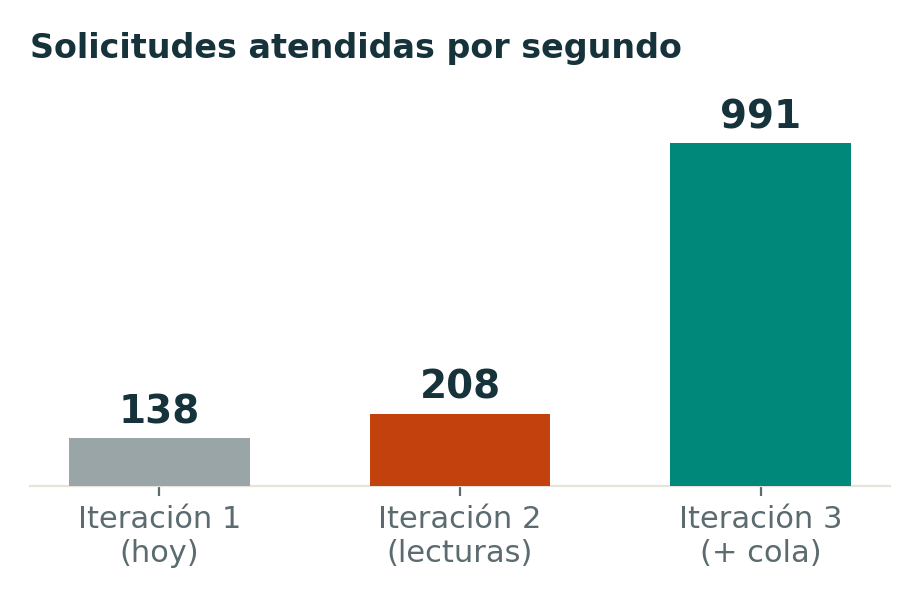 Solicitudes atendidas por segundo
991
208
138
Iteración 1
(hoy)
Iteración 2
(lecturas)
Iteración 3
(+ cola)